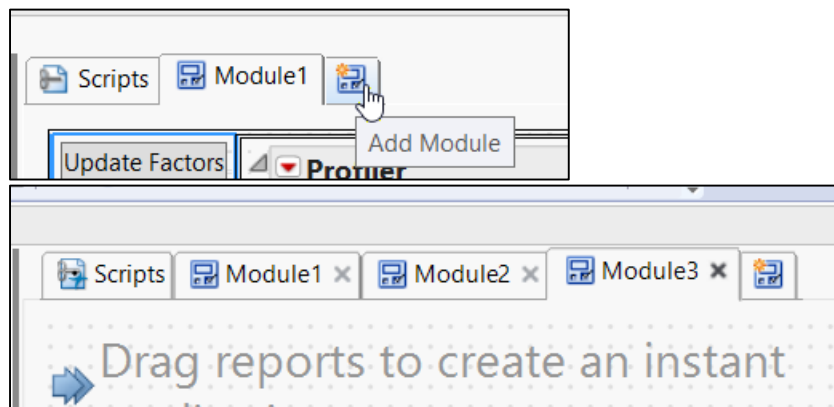 Scripts Module1
Add Module
Update Factors Profiler
Scripts Module1 Module2 Module3
Drag reports to create an instant